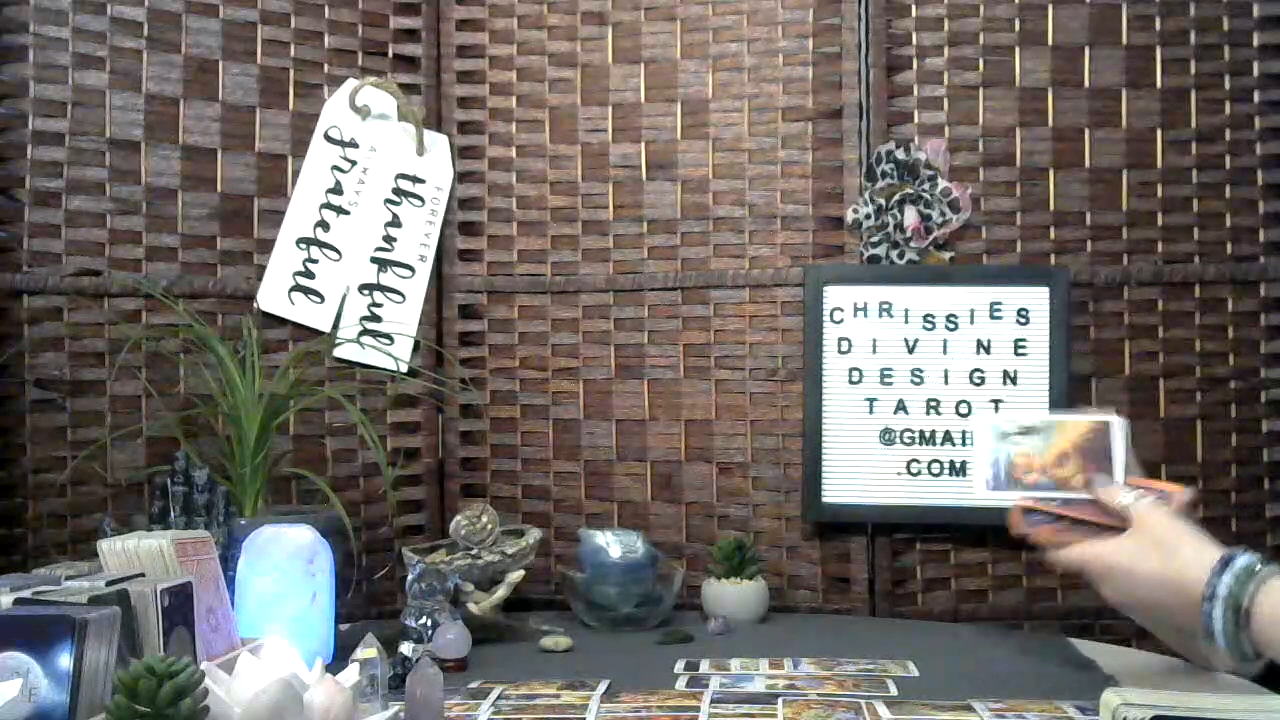 FOREVER
thankful
ALWAYS
grateful
CHRISSIES
DIVINE
DESIGN
TAROT
@GMAI
.COM